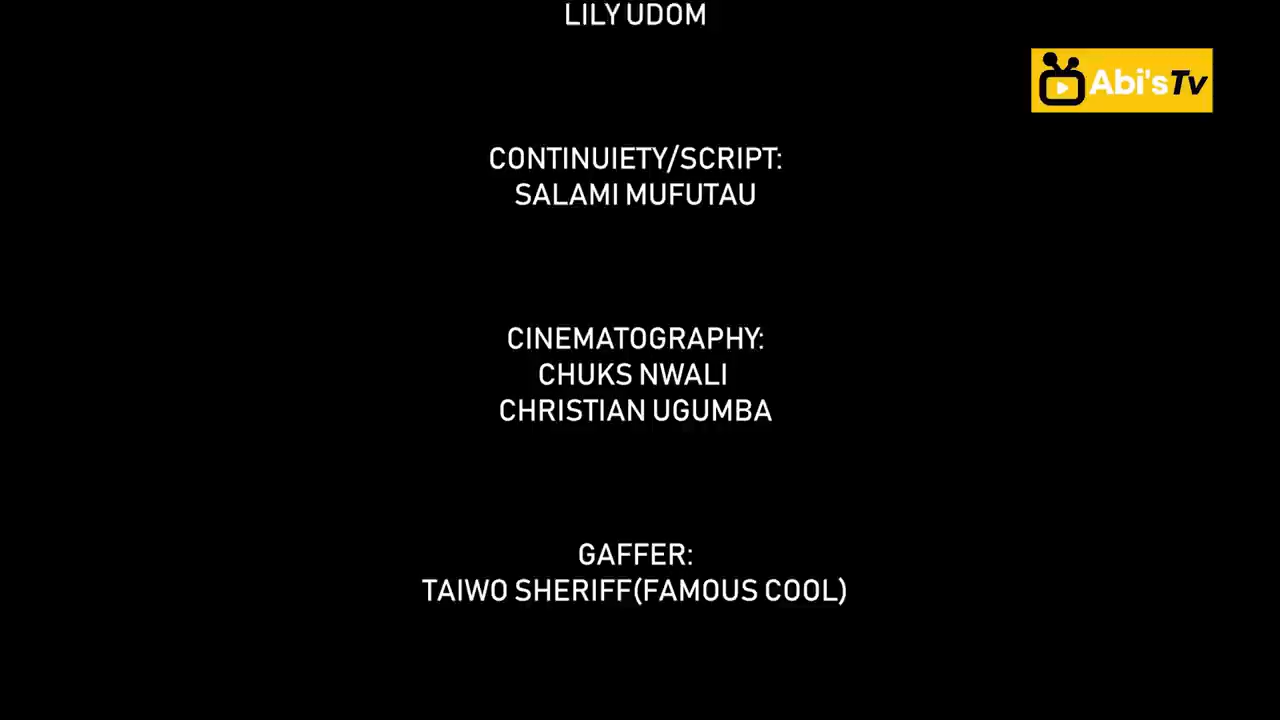 LILY UDOM
Abi'sTv
CONTINUIETY/SCRIPT:
SALAMI MUFUTAU
CINEMATOGRAPHY:
CHUKS NWALI
CHRISTIAN UGUMBA
GAFFER:
TAIWO SHERIFF(FAMOUS COOL)